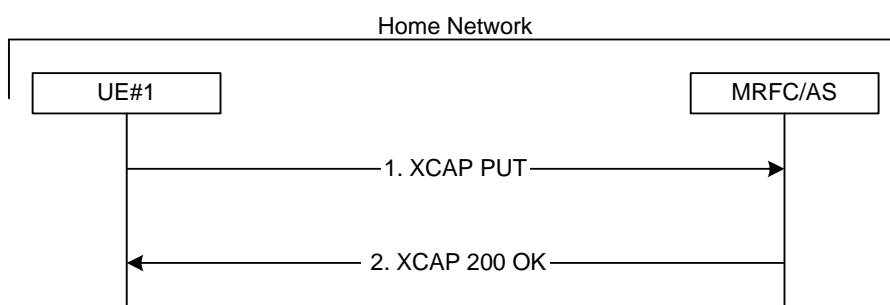 Home Network
UE#1
MRFC/AS
1. XCAP PUT
2. XCAP 200 OK